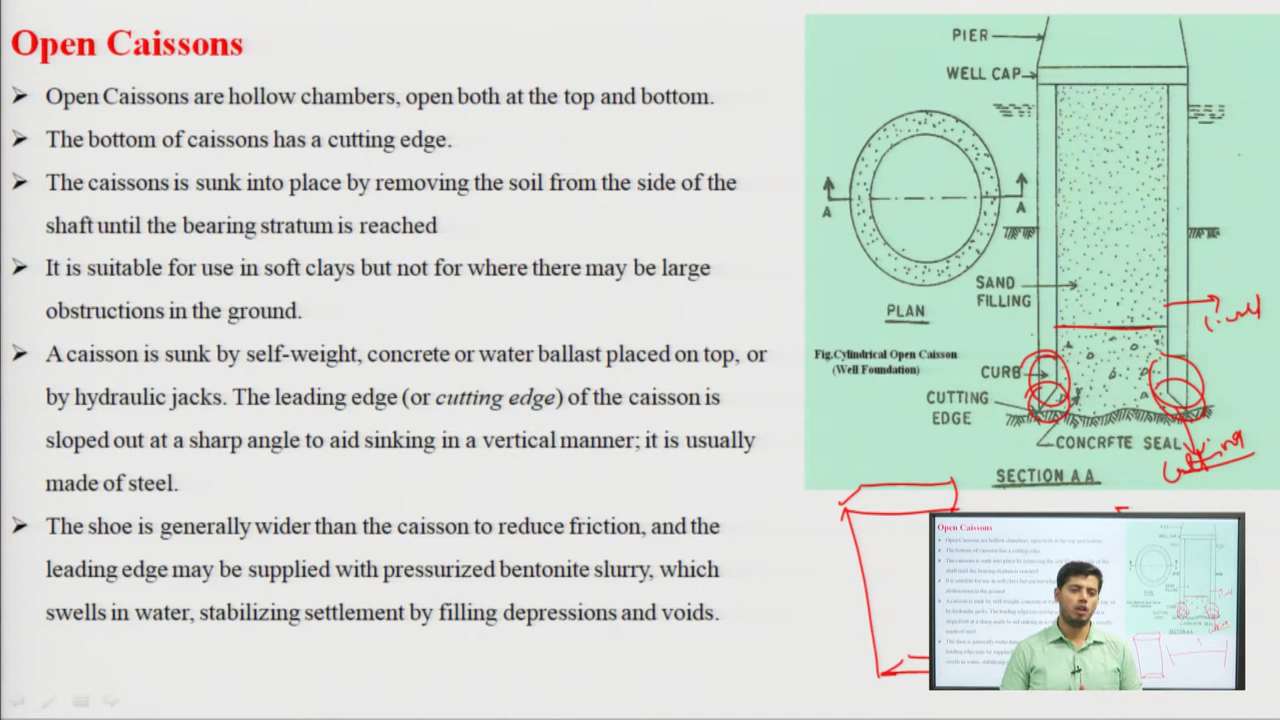 Open Caissons
Open Caissons are hollow chambers, open both at the top and bottom.
The bottom of caissons has a cutting edge.
The caissons is sunk into place by removing the soil from the side of the
shaft until the bearing stratum is reached
It is suitable for use in soft clays but not for where there may be large
obstructions in the ground.
A caisson is sunk by self-weight, concrete or water ballast placed on top, or
by hydraulic jacks. The leading edge (or cutting edge) of the caisson is
sloped out at a sharp angle to aid sinking in a vertical manner; it is usually
made of steel.
The shoe is generally wider than the caisson to reduce friction, and the
leading edge may be supplied with pressurized bentonite slurry, which
swells in water, stabilizing settlement by filling depressions and voids.
PIER
WELL CAP
A
A
SAND
FILLING
PLAN
Fig.Cylindrical Open Caisson
(Well Foundation)
CURB
CUTTING
EDGE
CONCRETE SEAL
SECTION A A
cutting
Open Caissons